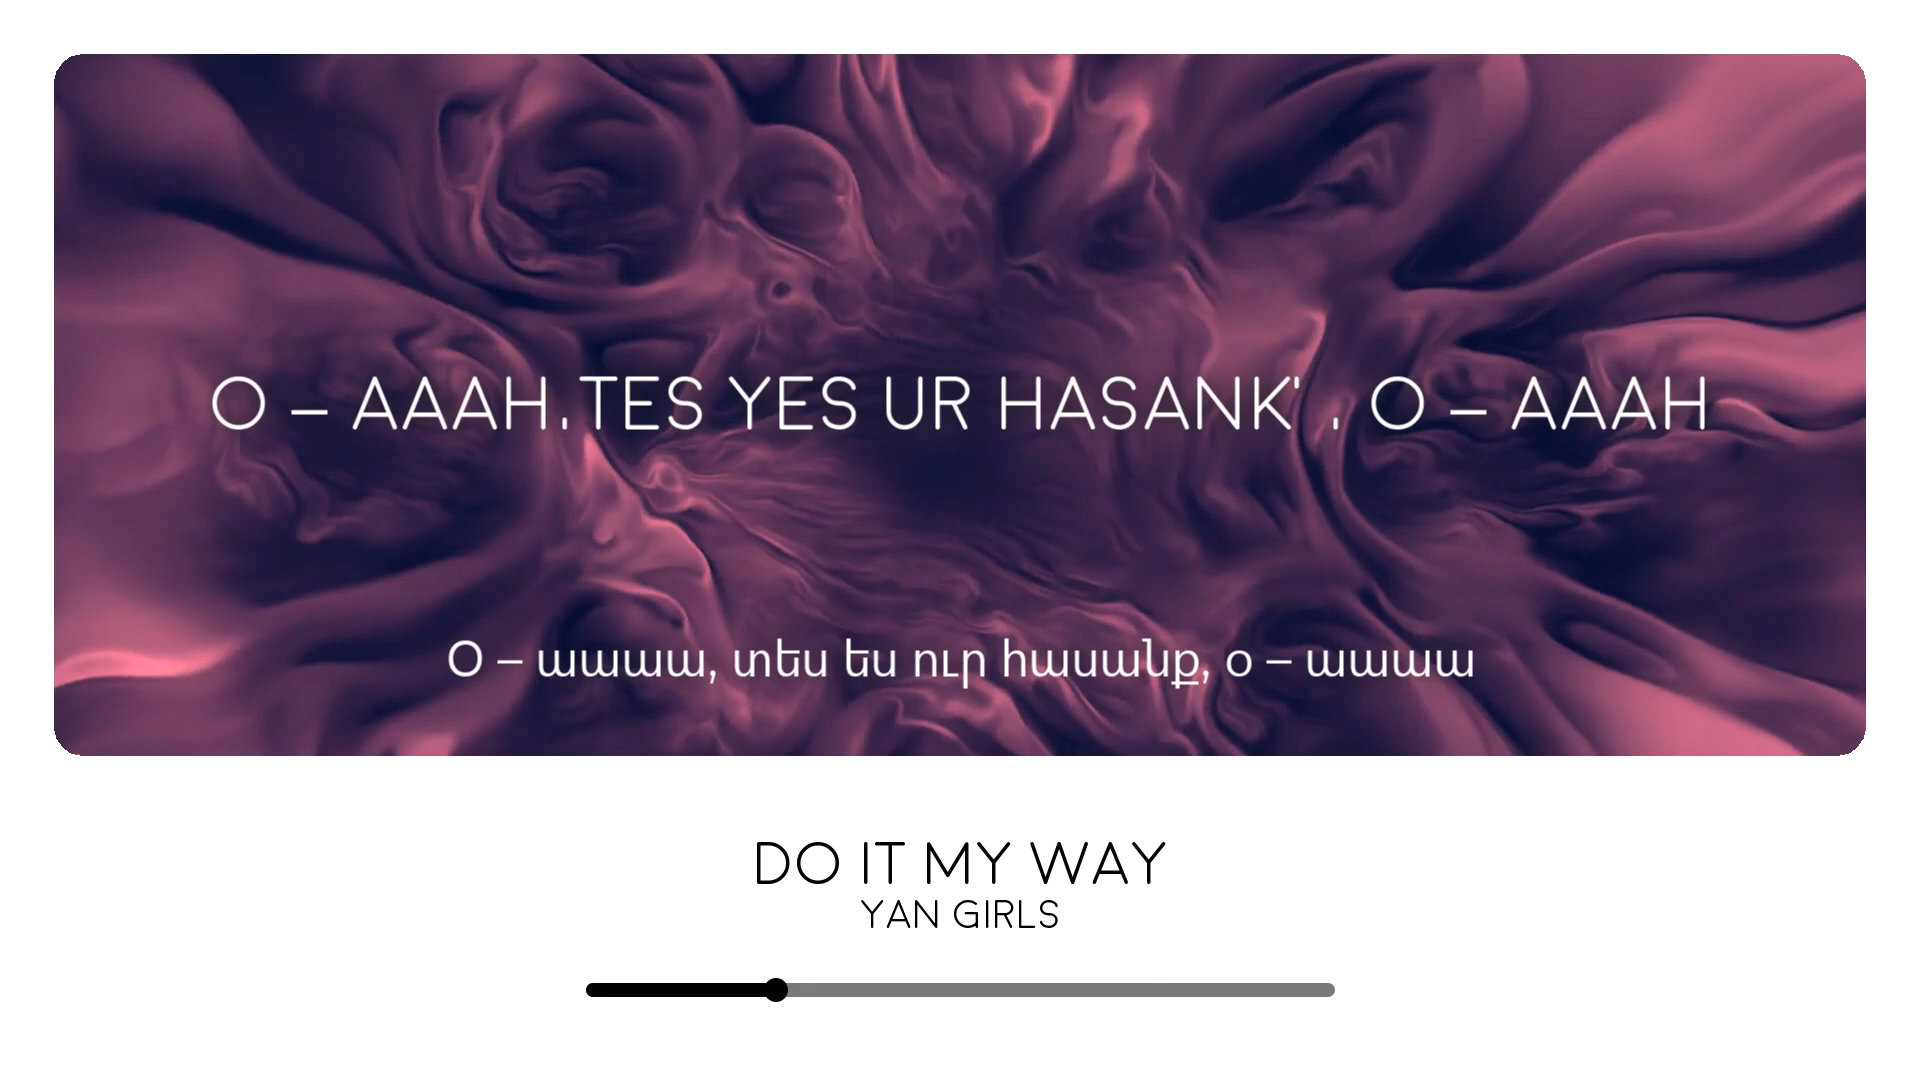 O – AAAH.TES YES UR HASANK' . O – AAAH
Օ – աաաա, տես ես ուր հասանք, օ – աաաա
DO IT MY WAY
YAN GIRLS